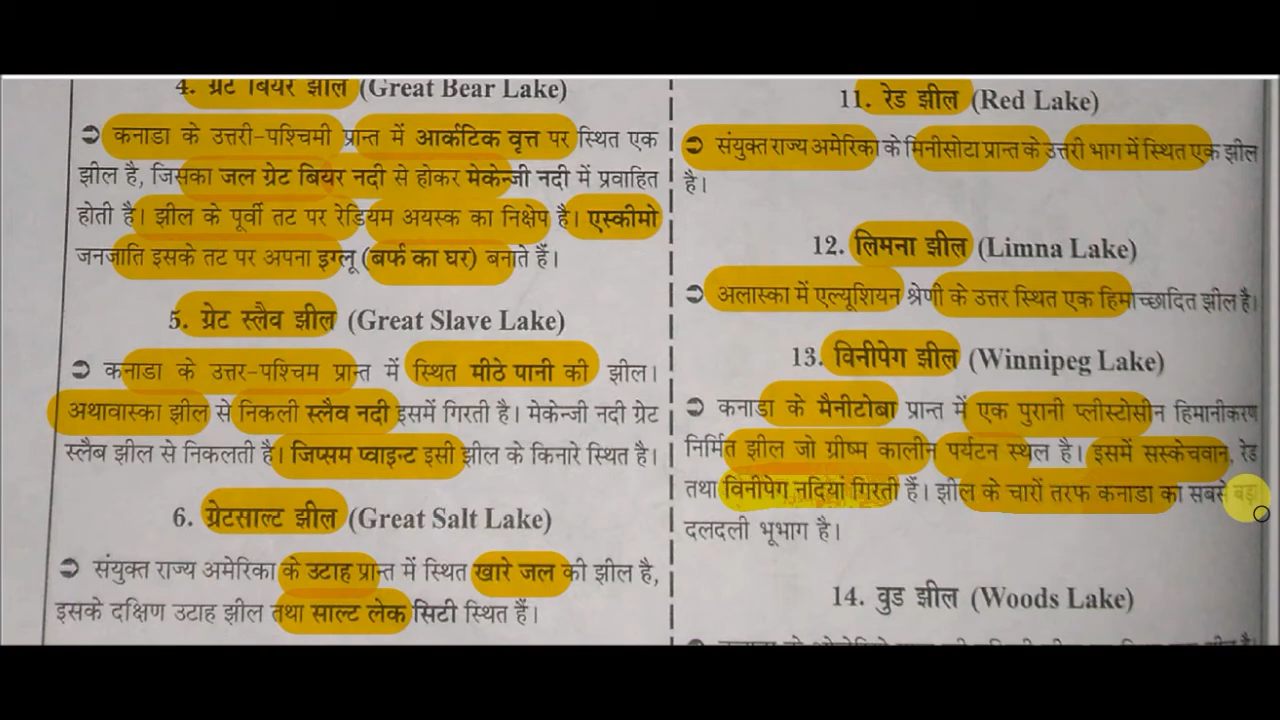 4. ग्रेट बियर झील (Great Bear Lake)
➲ कनाडा के उत्तरी-पश्चिमी प्रान्त में आर्कटिक वृत्त पर स्थित एक
झील है, जिसका जल ग्रेट बियर नदी से होकर मेकेन्जी नदी में प्रवाहित
होती है। झील के पूर्वी तट पर रेडियम अयस्क का निक्षेप है। एस्कीमो
जनजाति इसके तट पर अपना इग्लू (बर्फ का घर) बनाते हैं।
5. ग्रेट स्लैव झील (Great Slave Lake)
➲ कनाडा के उत्तर-पश्चिम प्रान्त में स्थित मीठे पानी की झील।
अथावास्का झील से निकली स्लैव नदी इसमें गिरती है। मेकेन्जी नदी ग्रेट
स्लैब झील से निकलती है। जिप्सम प्वाइन्ट इसी झील के किनारे स्थित है।
6. ग्रेटसाल्ट झील (Great Salt Lake)
➲ संयुक्त राज्य अमेरिका के उटाह प्रान्त में स्थित खारे जल की झील है,
इसके दक्षिण उटाह झील तथा साल्ट लेक सिटी स्थित हैं।
11. रेड झील (Red Lake)
➲ संयुक्त राज्य अमेरिका के मिनीसोटा प्रान्त के उत्तरी भाग में स्थित एक झील
है।
12. लिमना झील (Limna Lake)
➲ अलास्का में एल्यूशियन श्रेणी के उत्तर स्थित एक हिमाच्छादित झील है।
13. विनीपेग झील (Winnipeg Lake)
➲ कनाडा के मैनीटोबा प्रान्त में एक पुरानी प्लीस्टोसीन हिमानीकरण
निर्मित झील जो ग्रीष्म कालीन पर्यटन स्थल है। इसमें सस्केचवान, रेड
तथा विनीपेग नदियां गिरती हैं। झील के चारों तरफ कनाडा का सबसे बड़ा
दलदली भूभाग है।
14. वुड झील (Woods Lake)